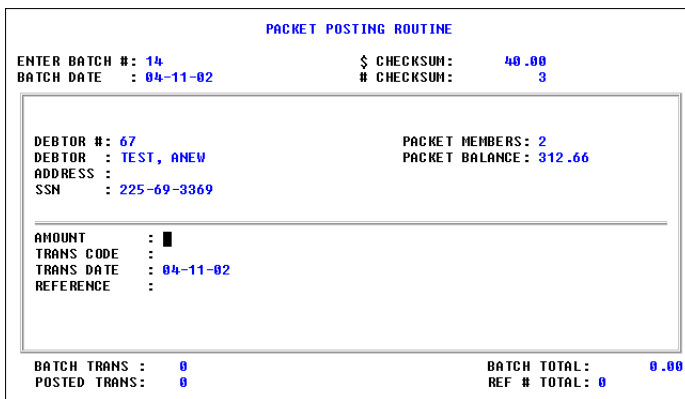 PACKET POSTING ROUTINE
ENTER BATCH #: 14 $ CHECKSUM: 40.00
BATCH DATE : 04-11-02 # CHECKSUM: 3
DEBTOR #: 67 PACKET MEMBERS: 2
DEBTOR : TEST, ANEW PACKET BALANCE: 312.66
ADDRESS :
SSN : 225-69-3369
AMOUNT :
TRANS CODE :
TRANS DATE : 04-11-02
REFERENCE :
BATCH TRANS : 0 BATCH TOTAL: 0.00
POSTED TRANS: 0 REF # TOTAL: 0